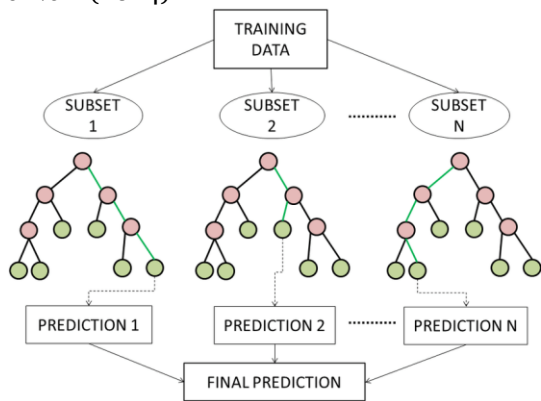 TRAINING
DATA
SUBSET
1
SUBSET
2
SUBSET
N
PREDICTION 1
PREDICTION 2
PREDICTION N
FINAL PREDICTION